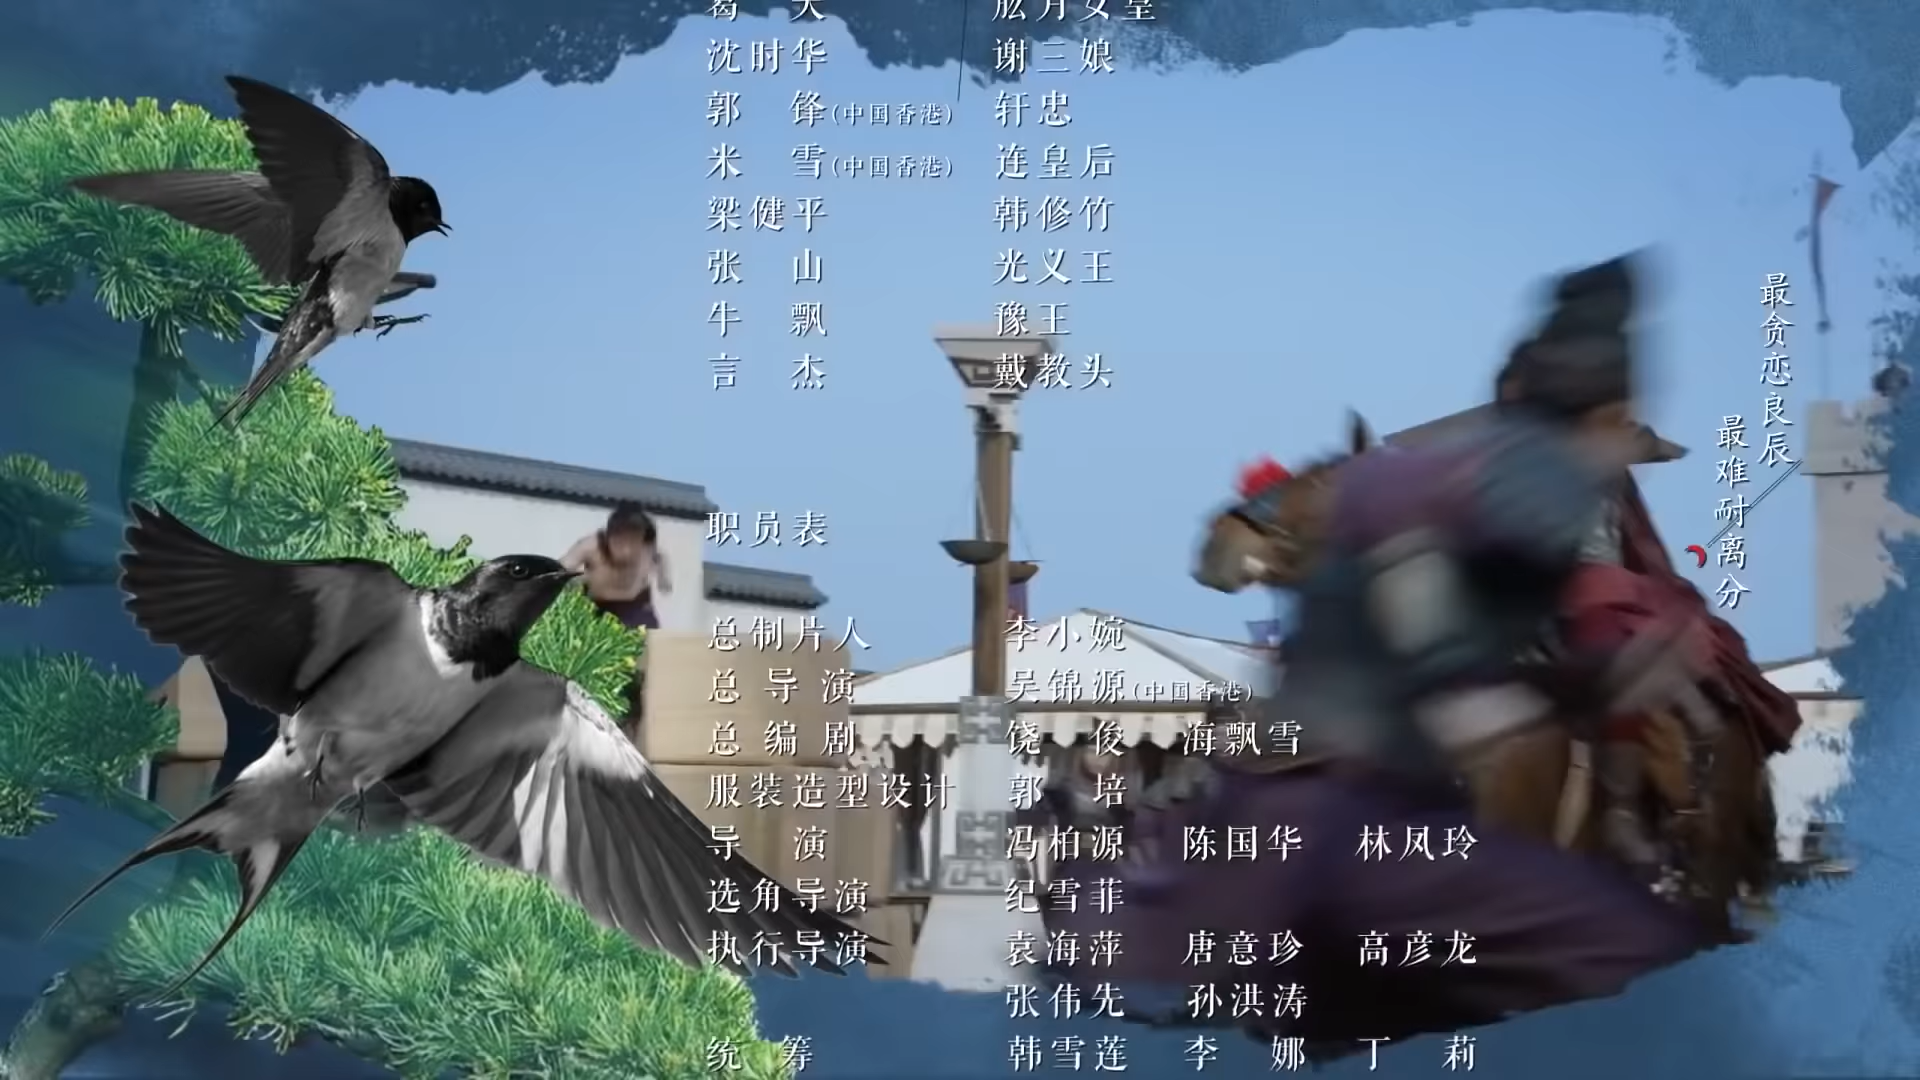 葛 天 肱月女皇
沈时华 谢三娘
郭 锋(中国香港) 轩忠
米 雪(中国香港) 连皇后
梁健平 韩修竹
张 山 光义王
牛 飘 豫王
言 杰 戴教头
职员表
总制片人 李小婉
总导演 吴锦源(中国香港)
总编剧 饶 俊 海飘雪
服装造型设计 郭 培
导 演 冯柏源 陈国华 林凤玲
选角导演 纪雪菲
执行导演 袁海萍 唐意珍 高彦龙
张伟先 孙洪涛
统 筹 韩雪莲 李 娜 丁 莉
最贪恋良辰
最难耐离分